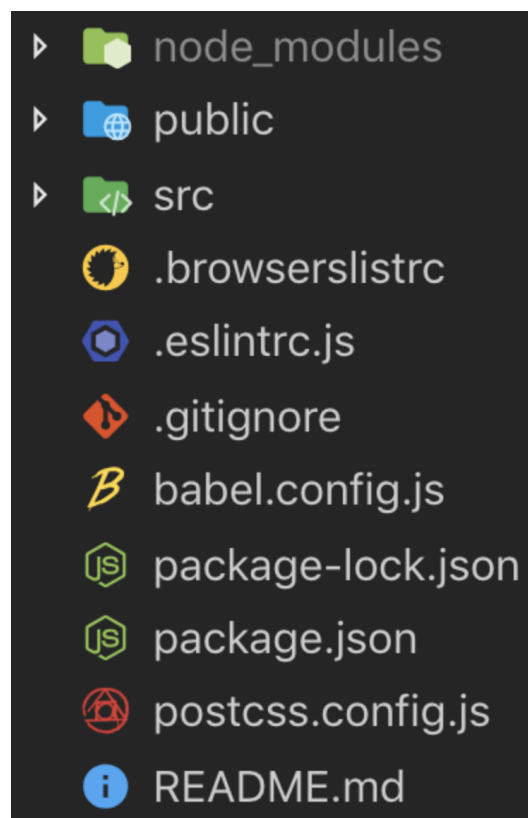 node_modules
public
src
.browserslistrc
.eslintrc.js
.gitignore
babel.config.js
package-lock.json
package.json
postcss.config.js
README.md